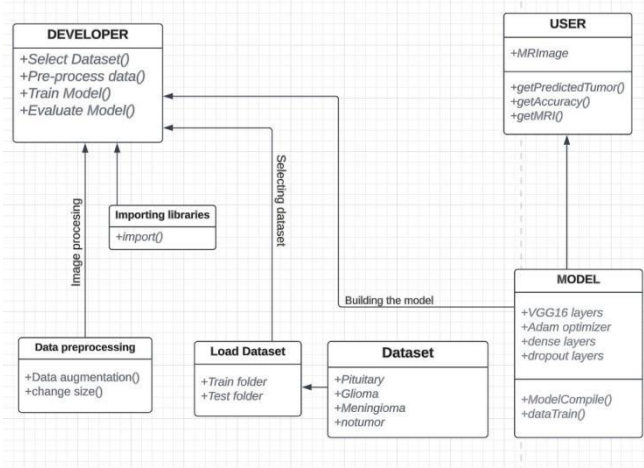 DEVELOPER
+Select Dataset()
+Pre-process data()
+Train Model()
+Evaluate Model()
USER
+MRImage
+getPredictedTumor()
+getAccuracy()
+getMRI()
Importing libraries
+import()
Image procesing
Selecting dataset
Building the model
MODEL
+VGG16 layers
+Adam optimizer
+dense layers
+dropout layers
+ModelCompile()
+dataTrain()
Data preprocessing
+Data augmentation()
+change size()
Load Dataset
+Train folder
+Test folder
Dataset
+Pituitary
+Glioma
+Meningioma
+notumor